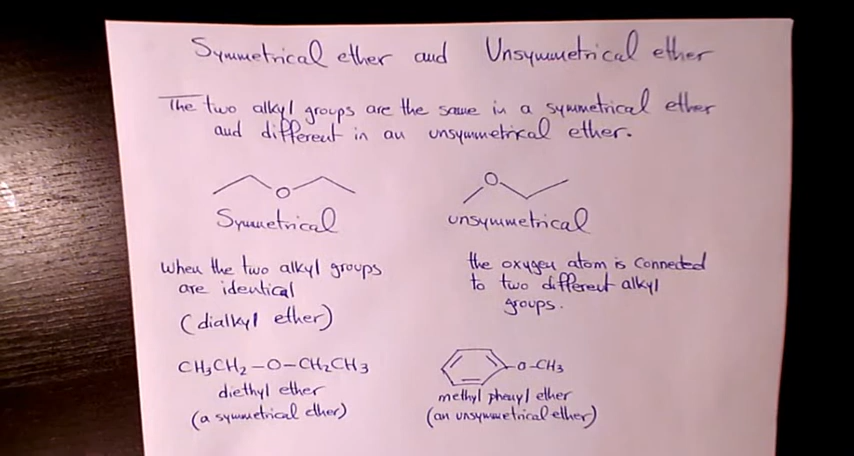 Symmetrical ether and Unsymmetrical ether
The two alkyl groups are the same in a symmetrical ether
and different in an unsymmetrical ether.
O
O
Symmetrical
unsymmetrical
When the two alkyl groups
are identical
(dialkyl ether)
the oxygen atom is connected
to two different alkyl
groups.
CH3CH2-O-CH2CH3
diethyl ether
(a symmetrical ether)
-O-CH3
methyl phenyl ether
(an unsymmetrical ether)